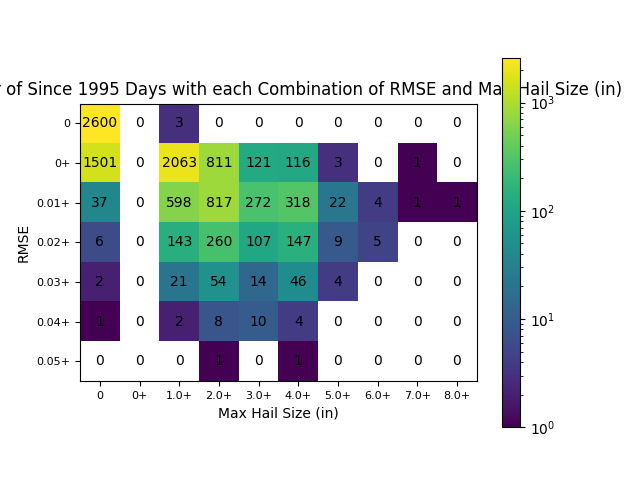 r of Since 1995 Days with each Combination of RMSE and Max Hail Size (in)
0 2600 0 3 0 0 0 0 0 0 0
0+ 1501 0 2063 811 121 116 3 0 1 0
0.01+ 37 0 598 817 272 318 22 4 1 1
0.02+ 6 0 143 260 107 147 9 5 0 0
0.03+ 2 0 21 54 14 46 4 0 0 0
0.04+ 1 0 2 8 10 4 0 0 0 0
0.05+ 0 0 0 1 0 1 0 0 0 0
0 0+ 1.0+ 2.0+ 3.0+ 4.0+ 5.0+ 6.0+ 7.0+ 8.0+
Max Hail Size (in)
RMSE
10³
10²
10¹
10⁰